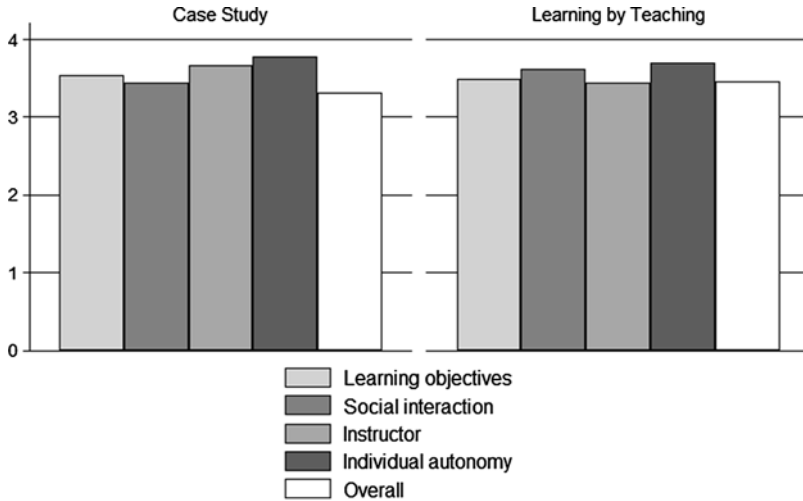 Case Study
Learning by Teaching
4
3
2
1
0
Learning objectives
Social interaction
Instructor
Individual autonomy
Overall